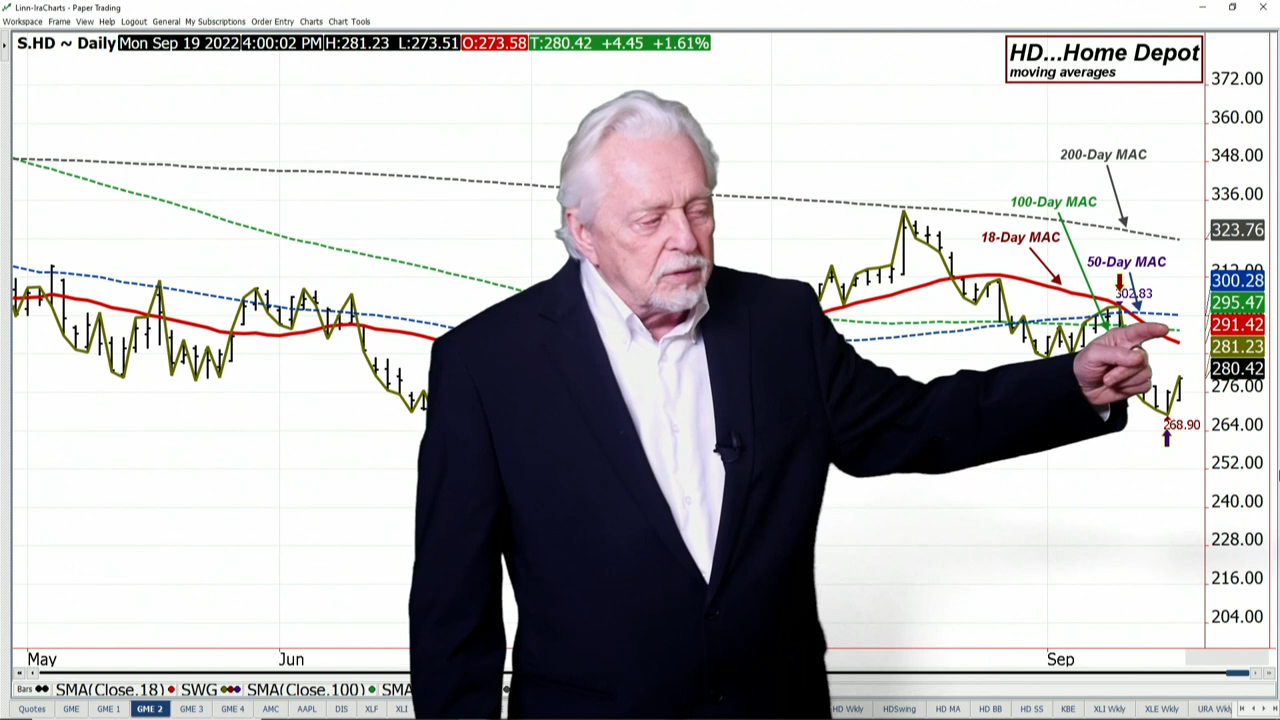 Linn-IraCharts - Paper Trading
Workspace Frame View Help Logout General My Subscriptions Order Entry Charts Chart Tools
S.HD ~ Daily Mon Sep 19 2022 4:00:02 PM H:281.23 L:273.51 O:273.58 T:280.42 +4.45 +1.61%
HD...Home Depot
moving averages
372.00
360.00
200-Day MAC
348.00
336.00
100-Day MAC
323.76
18-Day MAC
50-Day MAC
312.00
300.28
302.83
295.47
291.42
281.23
280.42
276.00
268.90
264.00
252.00
240.00
228.00
216.00
204.00
May Jun Sep
Bars SMA(Close,18) SWG SMA(Close,100) SMA
Quotes GME GME 1 GME 2 GME 3 GME 4 AMC AAPL DIS XLF XLI HD Wkly HDSwing HD MA HD BB HD SS KBE XLI Wkly XLE Wkly URA Wkly